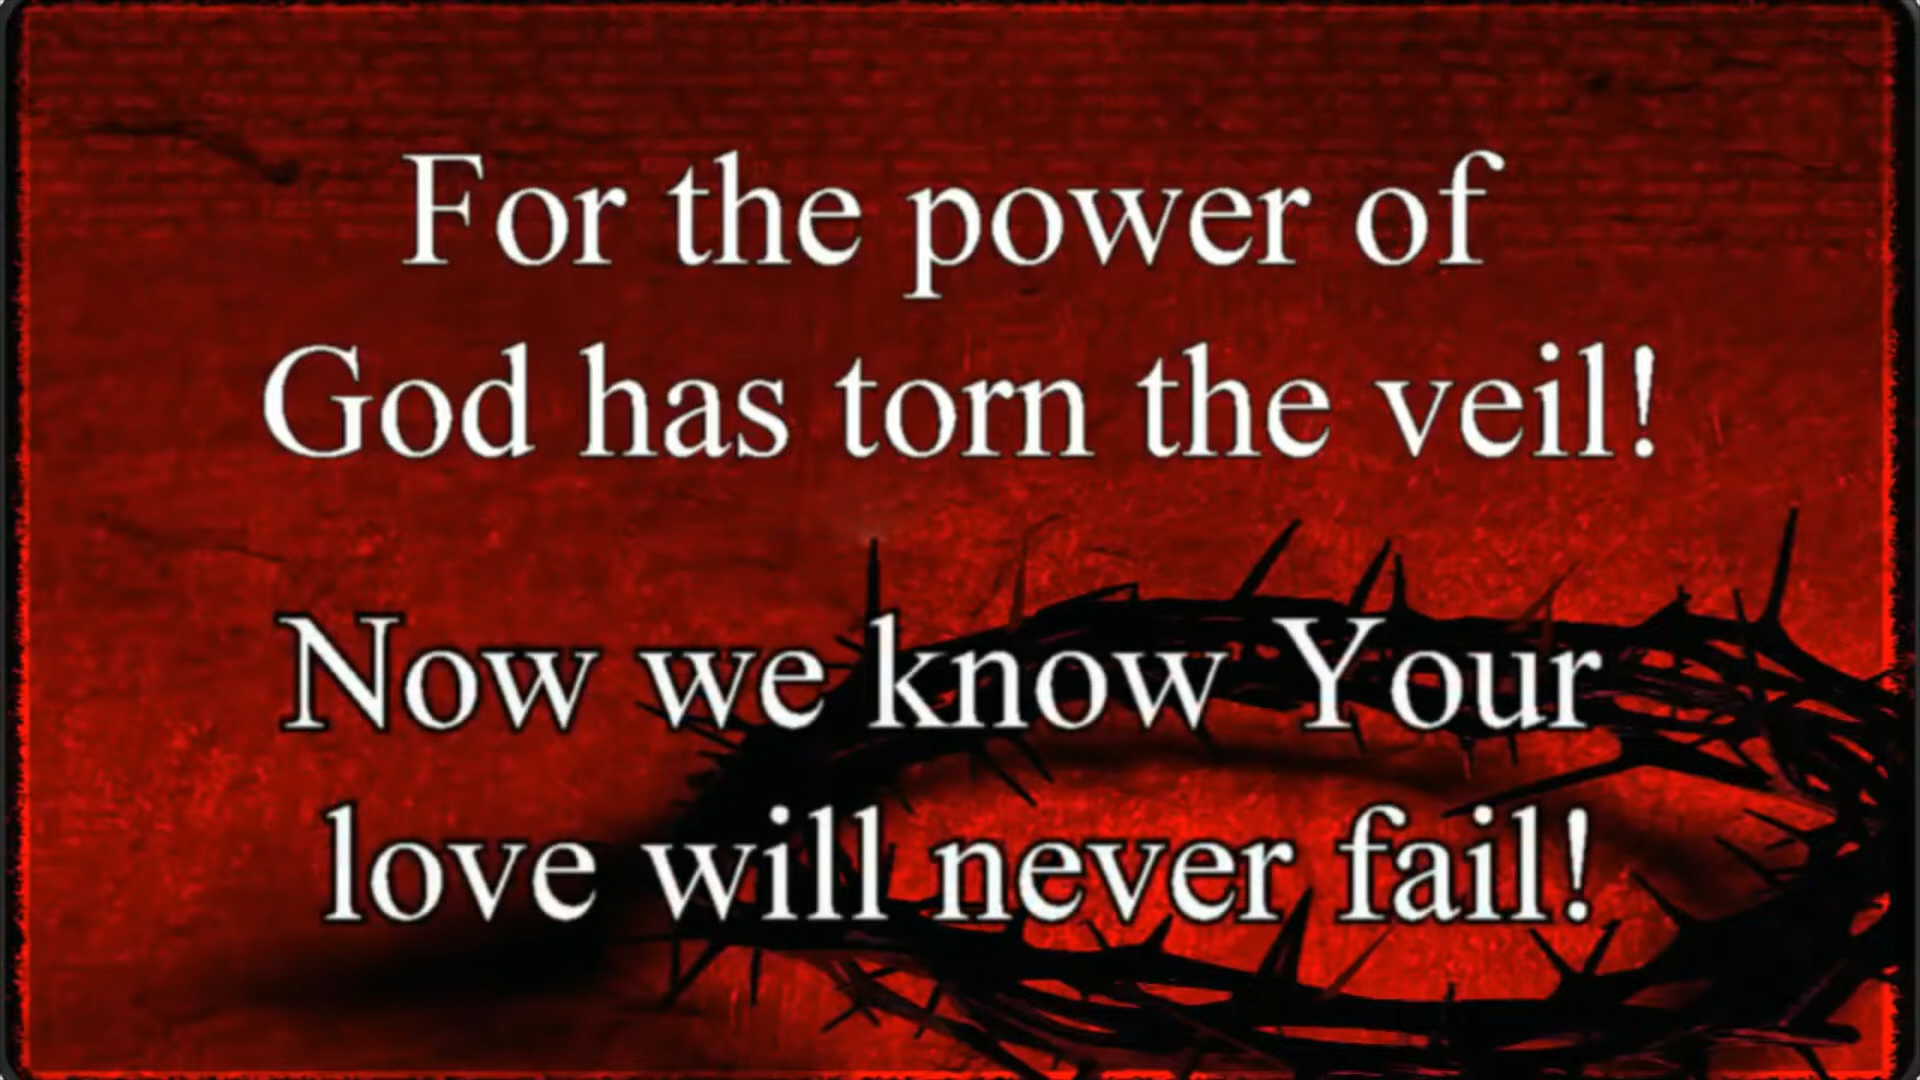 For the power of
God has torn the veil!
Now we know Your
love will never fail!